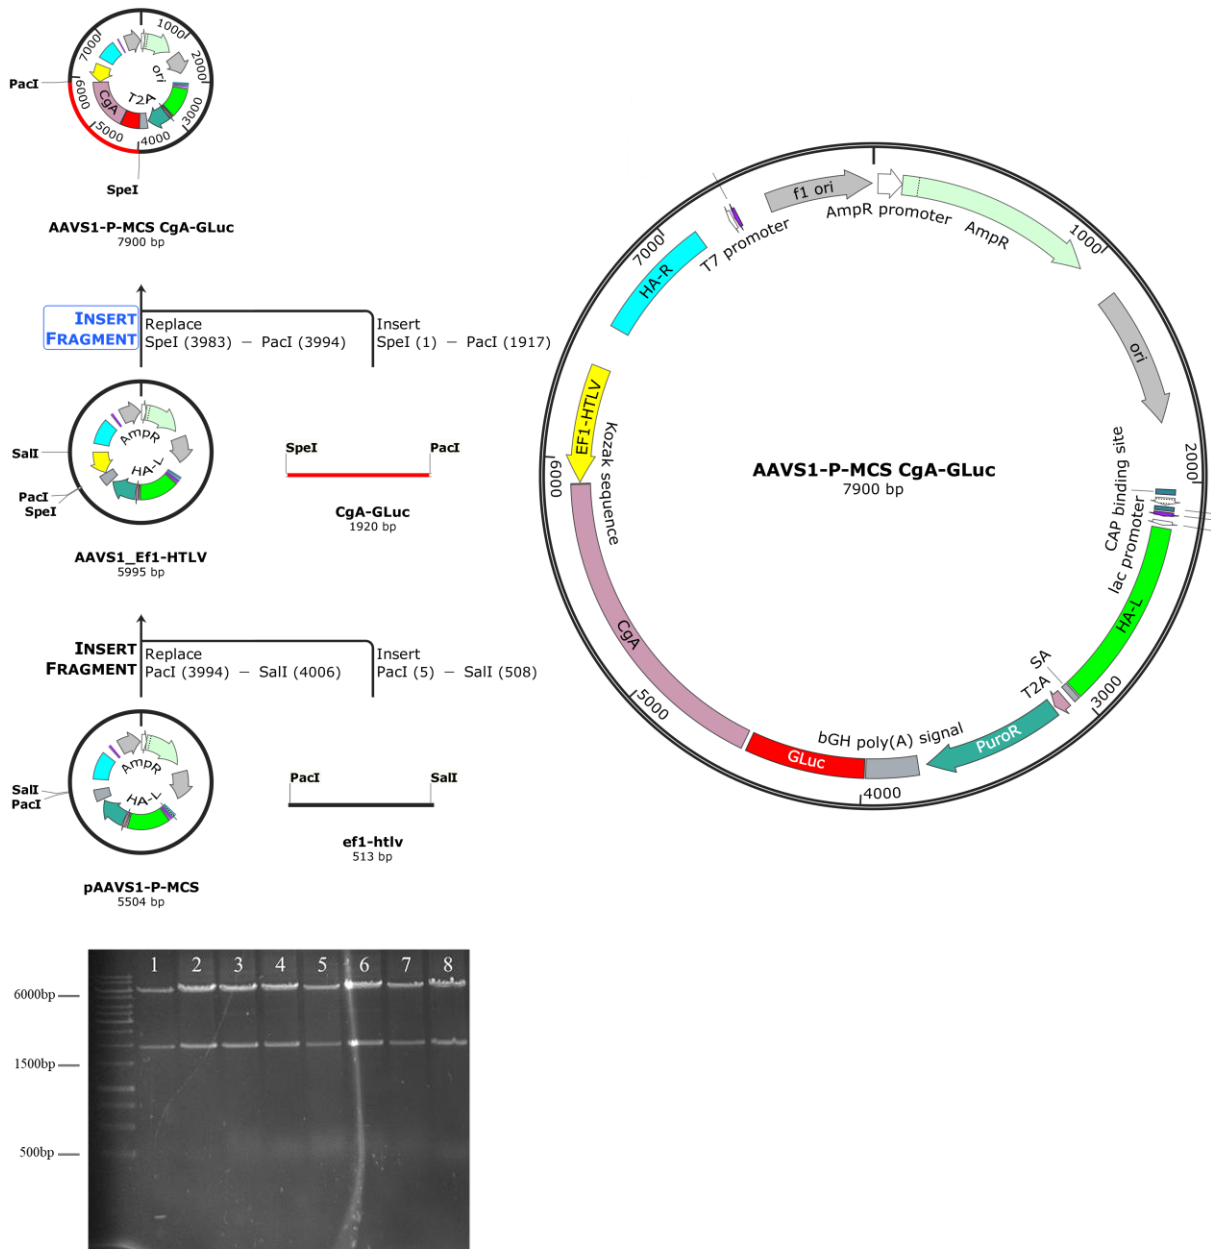 1000
2000
3000
4000
5000
6000
7000
ori
T2A
CgA
PacI
SpeI
AAVS1-P-MCS CgA-GLuc
7900 bp
INSERT
FRAGMENT
Replace
SpeI (3983) – PacI (3994)
Insert
SpeI (1) – PacI (1917)
AmpR
HA-L
SalI
PacI
SpeI
AAVS1_Ef1-HTLV
5995 bp
SpeI
PacI
CgA-GLuc
1920 bp
INSERT
FRAGMENT
Replace
PacI (3994) – SalI (4006)
Insert
PacI (5) – SalI (508)
AmpR
HA-L
SalI
PacI
pAAVS1-P-MCS
5504 bp
PacI
SalI
ef1-htlv
513 bp
f1 ori
AmpR promoter
AmpR
1000
ori
2000
CAP binding site
lac promoter
HA-L
3000
SA
T2A
PuroR
bGH poly(A) signal
4000
GLuc
5000
CgA
Kozak sequence
6000
EF1-HTLV
HA-R
7000
T7 promoter
AAVS1-P-MCS CgA-GLuc
7900 bp
1 2 3 4 5 6 7 8
6000bp
1500bp
500bp